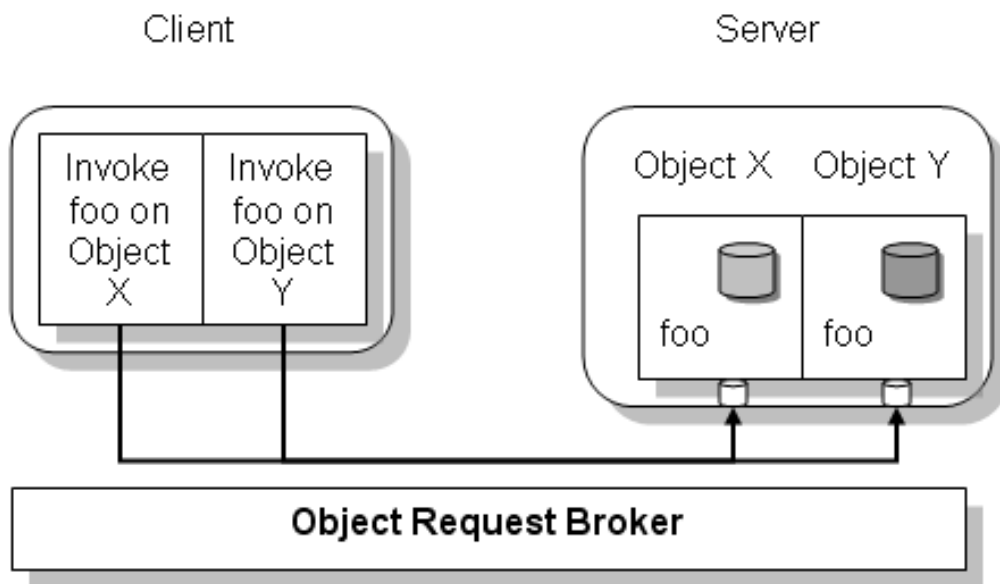 Client
Server
Invoke
foo on
Object
X
Invoke
foo on
Object
Y
Object X
Object Y
foo
foo
Object Request Broker